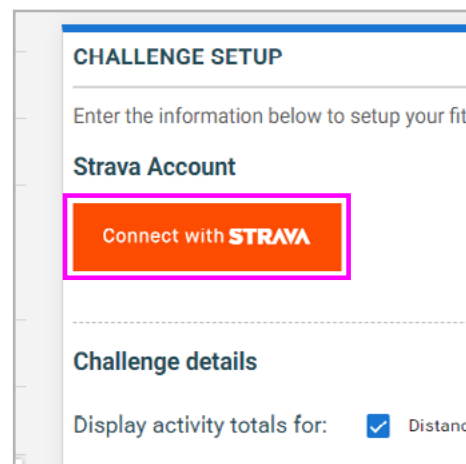 CHALLENGE SETUP
Enter the information below to setup your fit
Strava Account
Connect with STRAVA
Challenge details
Display activity totals for: Distanc